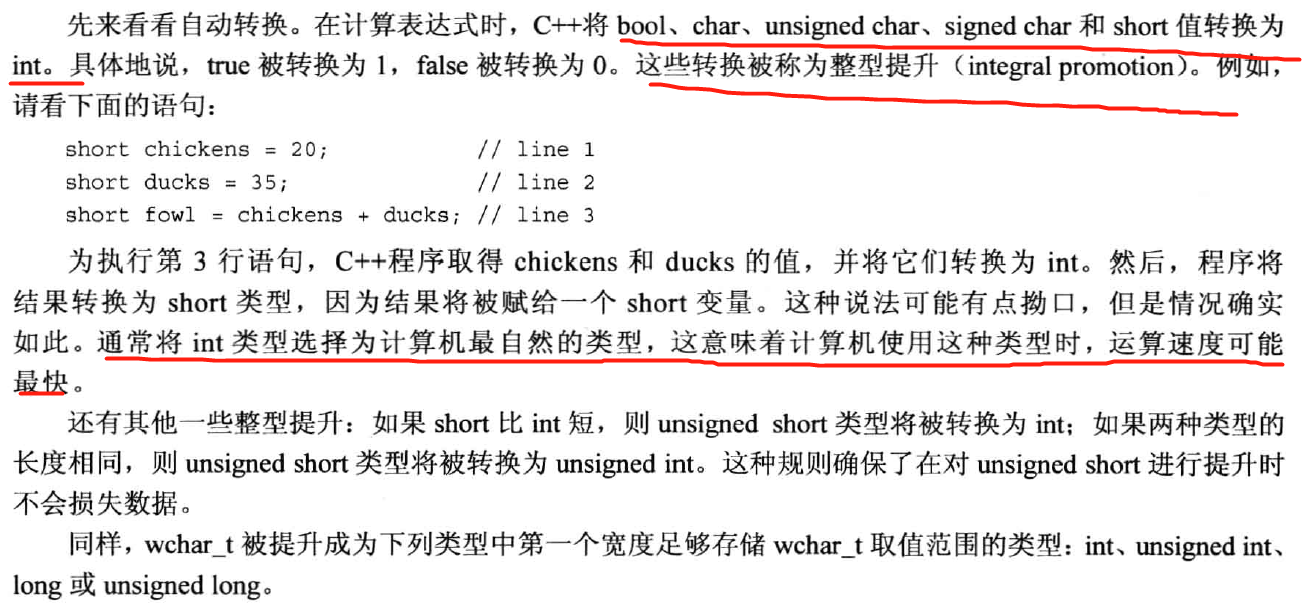 先来看看自动转换。在计算表达式时，C++将 bool、char、unsigned char、signed char 和 short 值转换为
int。具体地说，true 被转换为 1，false 被转换为 0。这些转换被称为整型提升（integral promotion）。例如，
请看下面的语句：
short chickens = 20; // line 1
short ducks = 35; // line 2
short fowl = chickens + ducks; // line 3
为执行第 3 行语句，C++程序取得 chickens 和 ducks 的值，并将它们转换为 int。然后，程序将
结果转换为 short 类型，因为结果将被赋给一个 short 变量。这种说法可能有点拗口，但是情况确实
如此。通常将 int 类型选择为计算机最自然的类型，这意味着计算机使用这种类型时，运算速度可能
最快。
还有其他一些整型提升：如果 short 比 int 短，则 unsigned short 类型将被转换为 int；如果两种类型的
长度相同，则 unsigned short 类型将被转换为 unsigned int。这种规则确保了在对 unsigned short 进行提升时
不会损失数据。
同样，wchar_t 被提升成为下列类型中第一个宽度足够存储 wchar_t 取值范围的类型：int、unsigned int、
long 或 unsigned long。